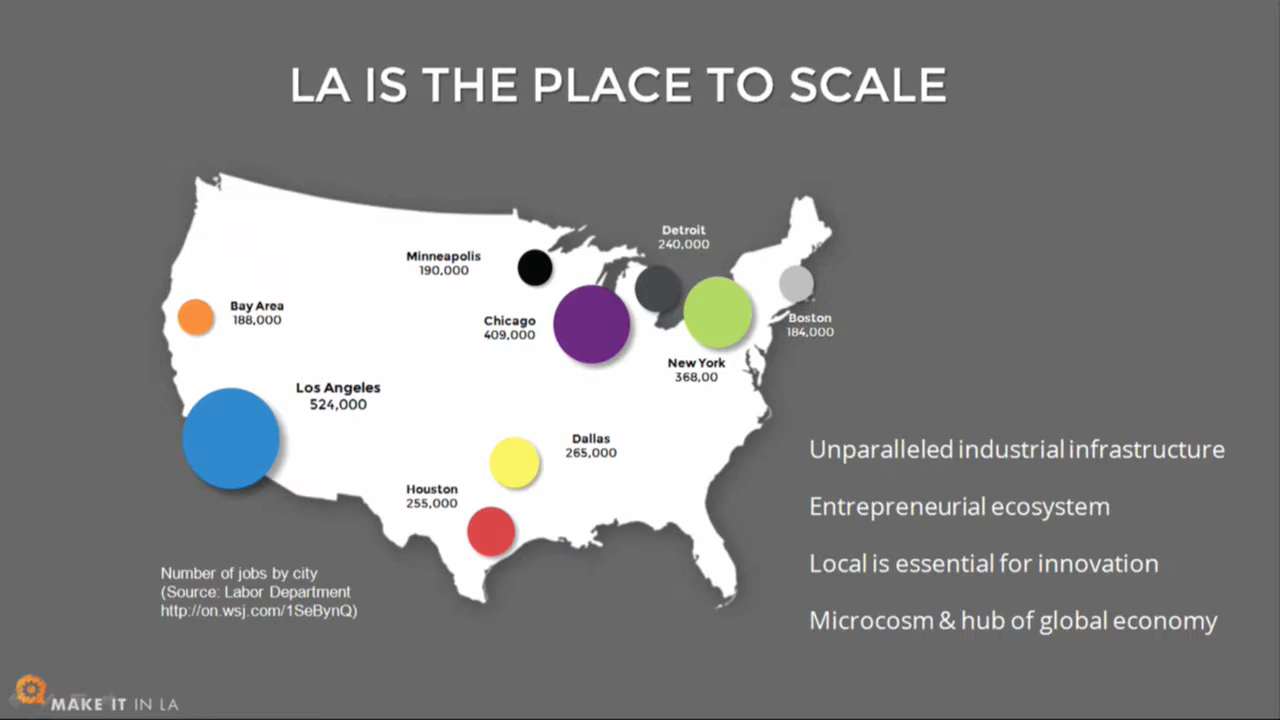 LA IS THE PLACE TO SCALE
Detroit
240,000
Minneapolis
190,000
Bay Area
188,000
Chicago
409,000
Boston
184,000
New York
368,00
Los Angeles
524,000
Dallas
265,000
Houston
255,000
Unparalleled industrial infrastructure
Entrepreneurial ecosystem
Local is essential for innovation
Microcosm & hub of global economy
Number of jobs by city
(Source: Labor Department
http://on.wsj.com/1SeBynQ)
MAKE IT IN LA